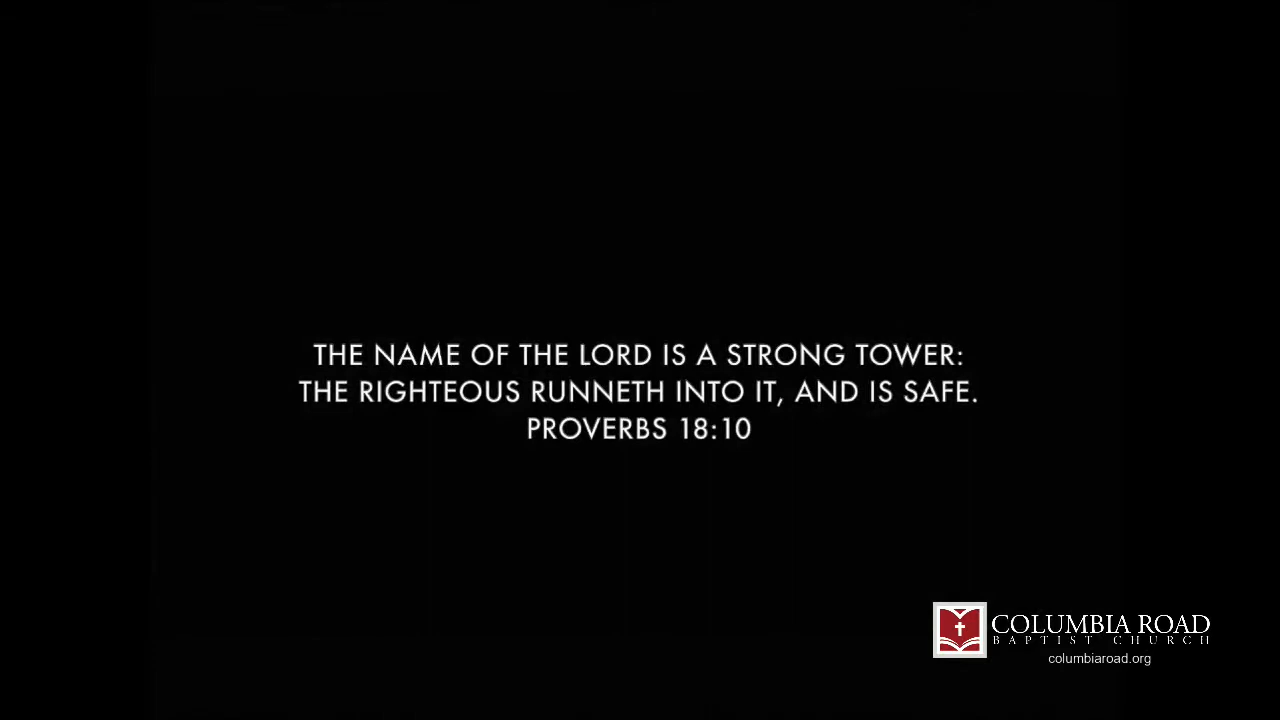 THE NAME OF THE LORD IS A STRONG TOWER:
THE RIGHTEOUS RUNNETH INTO IT, AND IS SAFE.
PROVERBS 18:10
COLUMBIA ROAD
BAPTIST CHURCH
columbiaroad.org